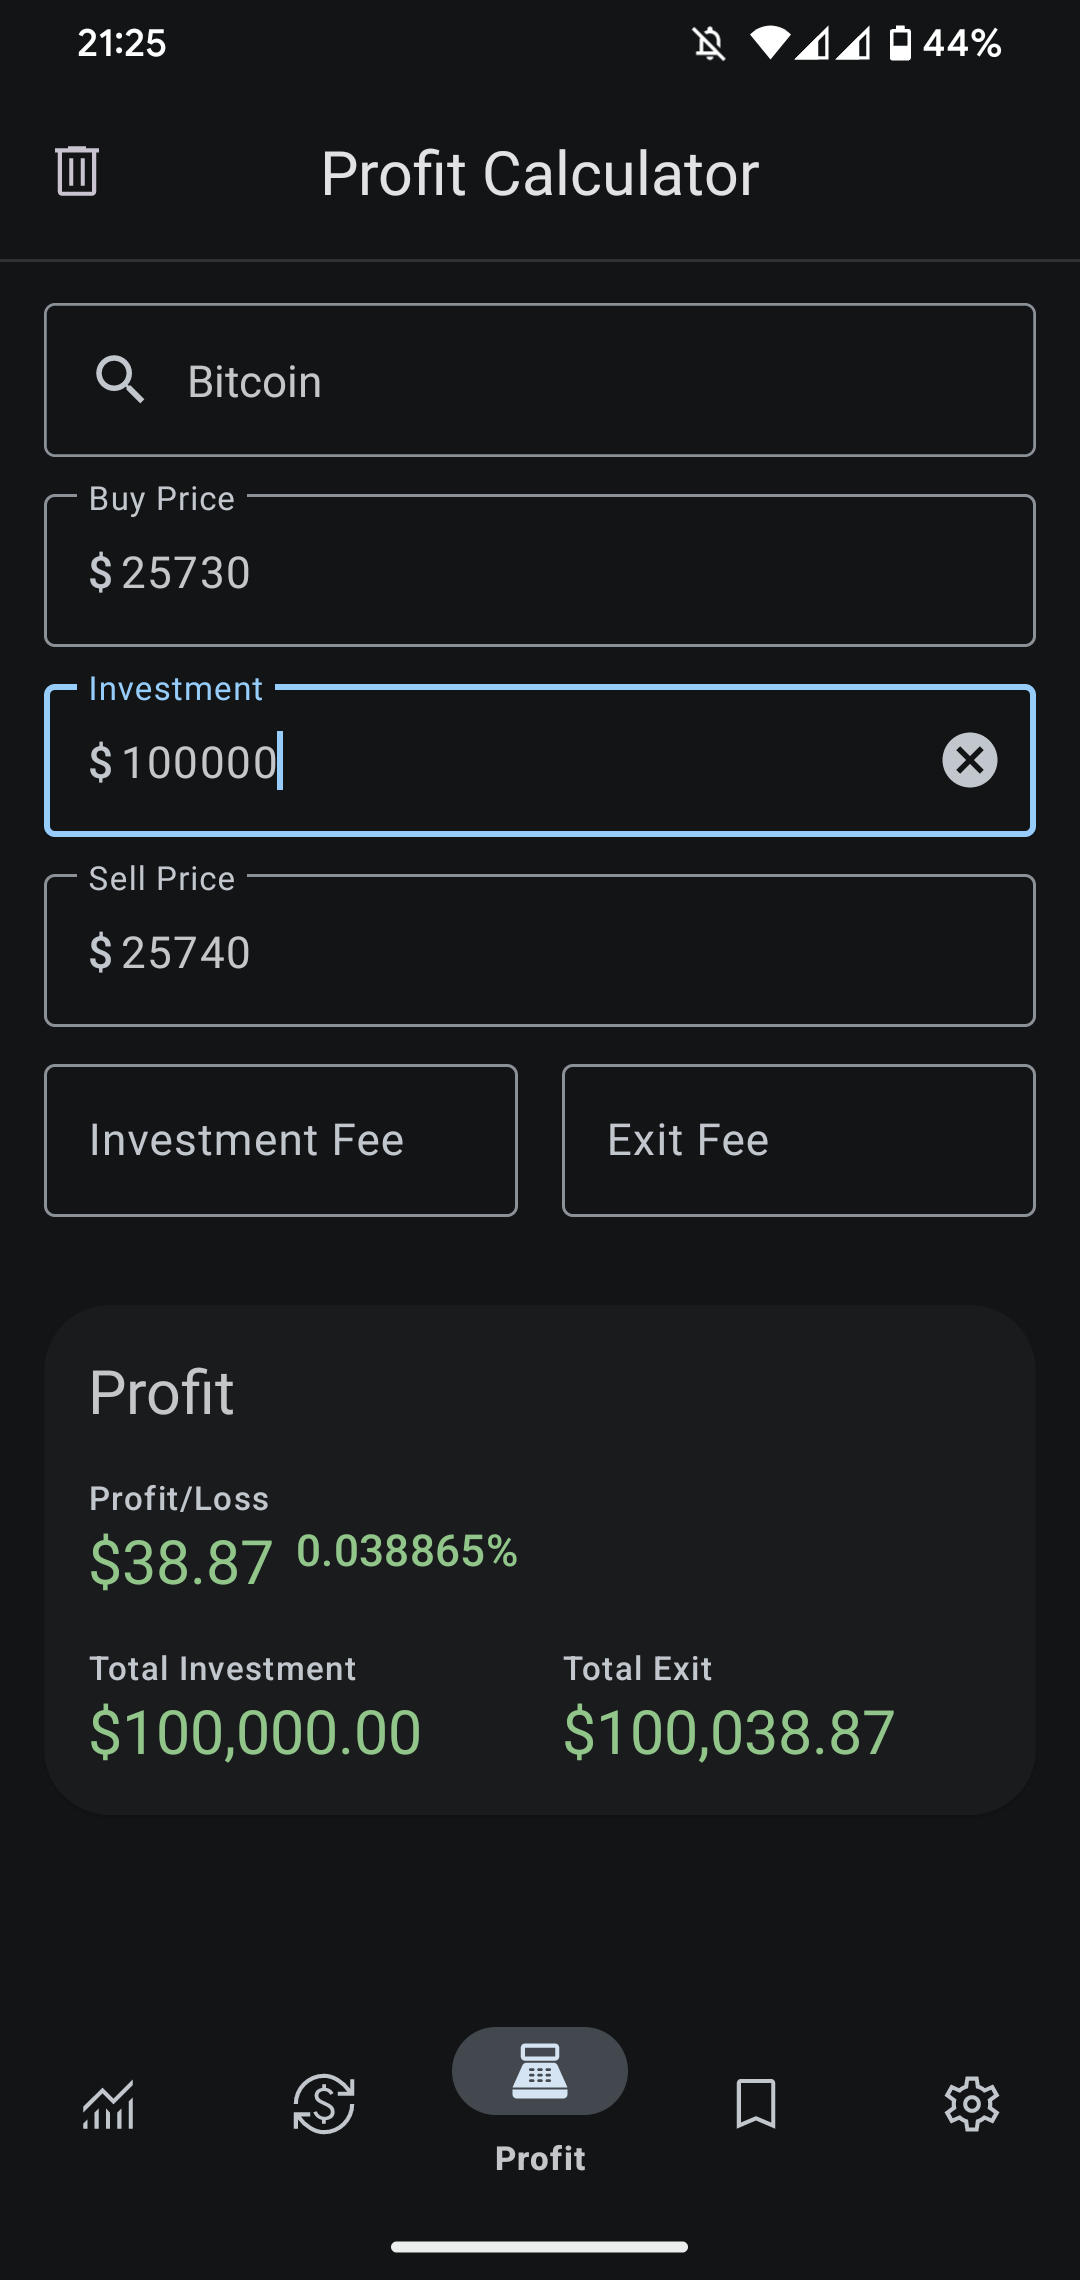 21:25 44%
Profit Calculator
Bitcoin
Buy Price
$ 25730
Investment
$ 100000
Sell Price
$ 25740
Investment Fee Exit Fee
Profit
Profit/Loss
$38.87 0.038865%
Total Investment Total Exit
$100,000.00 $100,038.87
Profit